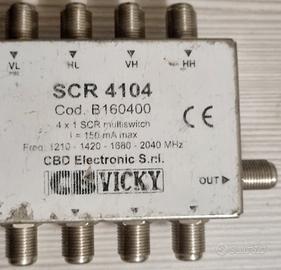 VL HL VH HH
SCR 4104
Cod. B160400
4 x 1 SCR multiswitch
I = 150 mA max
Freq. 1210 - 1420 - 1680 - 2040 MHz
CBD Electronic S.r.l.
CE
VICKY
OUT
subito